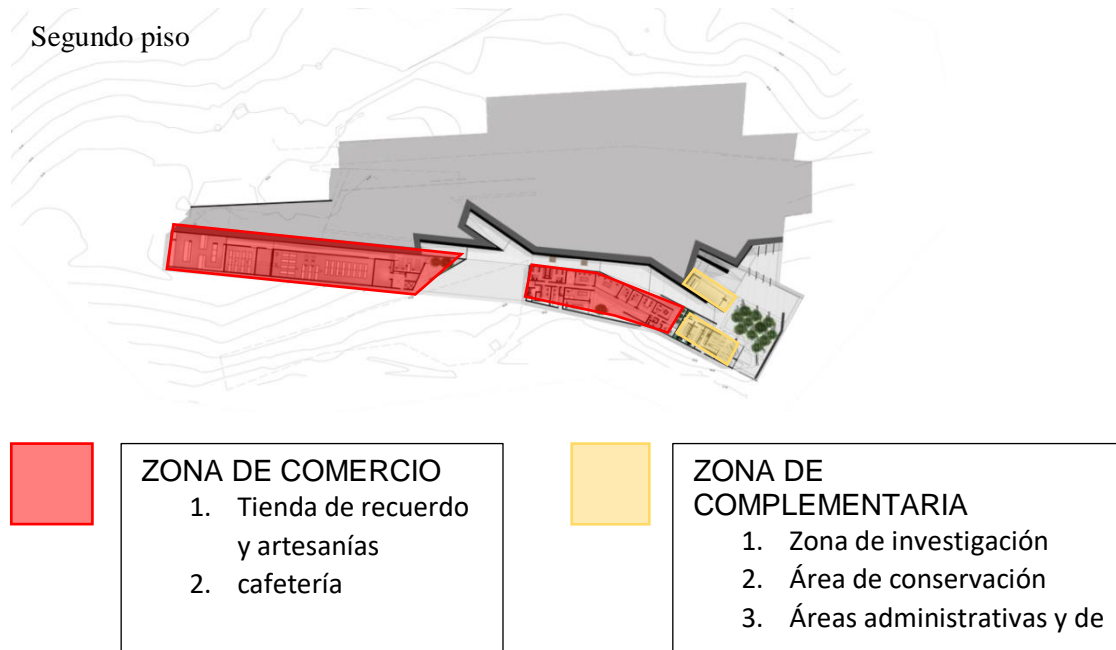 Segundo piso
ZONA DE COMERCIO
1. Tienda de recuerdo
y artesanías
2. cafetería
ZONA DE
COMPLEMENTARIA
1. Zona de investigación
2. Área de conservación
3. Áreas administrativas y de